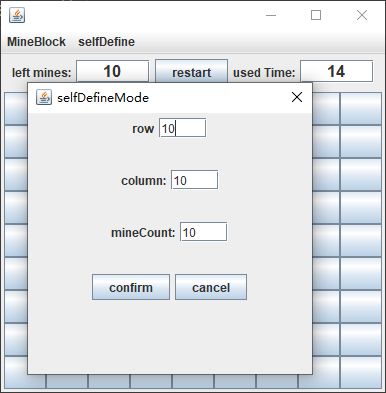 MineBlock selfDefine
left mines: 10 restart used Time: 14
selfDefineMode
row 10
column: 10
mineCount: 10
confirm cancel